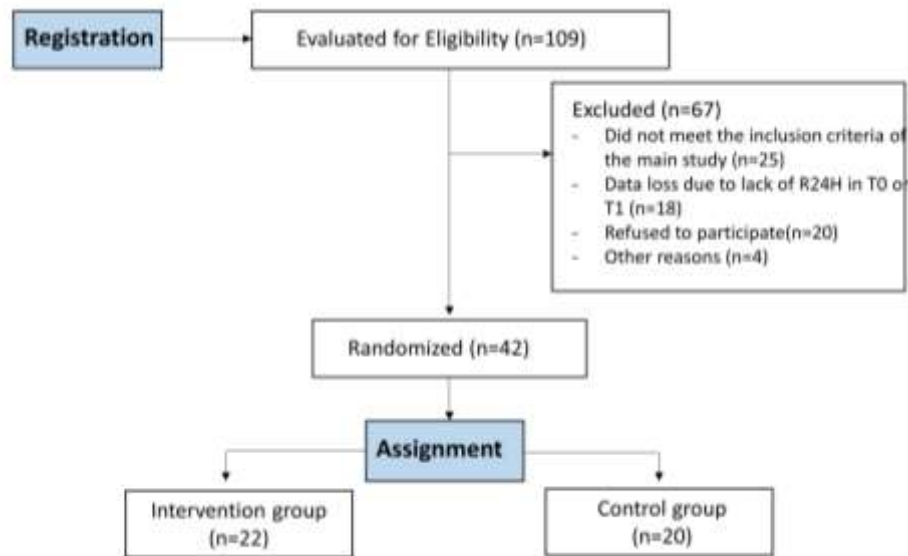 Registration
Evaluated for Eligibility (n=109)
Excluded (n=67)
- Did not meet the inclusion criteria of
the main study (n=25)
- Data loss due to lack of R24H in T0 or
T1 (n=18)
- Refused to participate(n=20)
- Other reasons (n=4)
Randomized (n=42)
Assignment
Intervention group
(n=22)
Control group
(n=20)